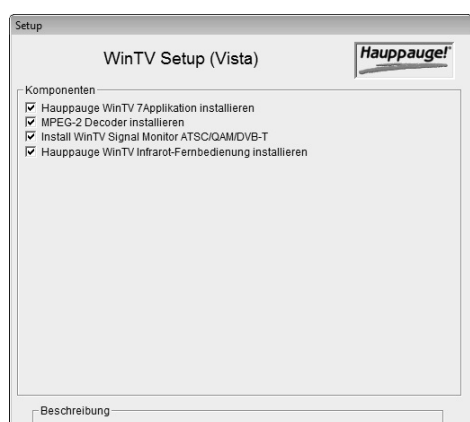 Setup
WinTV Setup (Vista)
Hauppauge!
Komponenten
Hauppauge WinTV 7Applikation installieren
MPEG-2 Decoder installieren
Install WinTV Signal Monitor ATSC/QAM/DVB-T
Hauppauge WinTV Infrarot-Fernbedienung installieren
Beschreibung